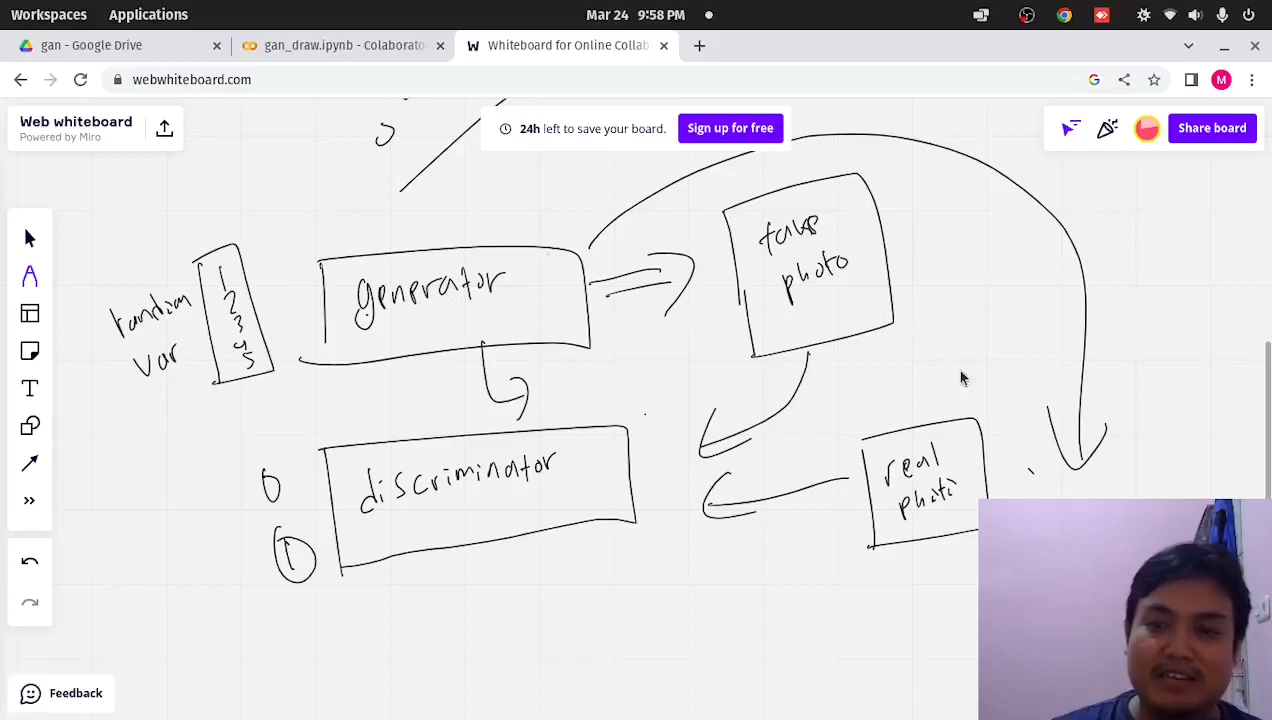 Workspaces Applications Mar 24 9:58 PM
gan - Google Drive gan_draw.ipynb - Colaborato Whiteboard for Online Collab
webwhiteboard.com
Web whiteboard
Powered by Miro
24h left to save your board. Sign up for free
Share board
random
var
1
2
3
4
5
generator
photo
0
1
discriminator
real
photo
Feedback